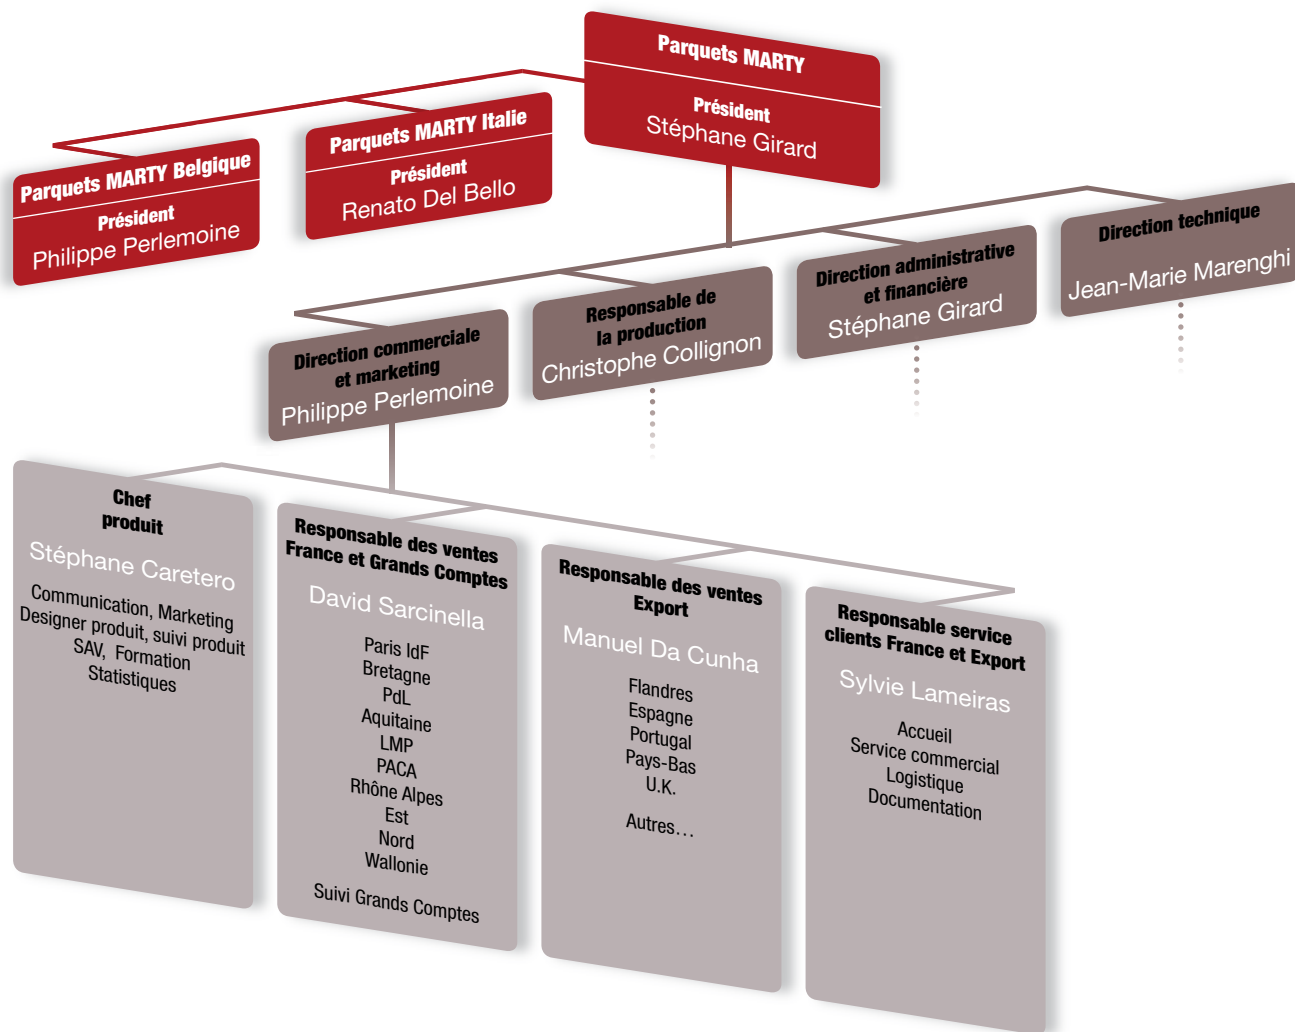 Parquets MARTY
Président
Stéphane Girard
Parquets MARTY Italie
Président
Renato Del Bello
Parquets MARTY Belgique
Président
Philippe Perlemoine
Direction technique
Jean-Marie Marenghi
Direction administrative
et financière
Stéphane Girard
Responsable de
la production
Christophe Collignon
Direction commerciale
et marketing
Philippe Perlemoine
Chef
produit
Stéphane Caretero
Communication, Marketing
Designer produit, suivi produit
SAV, Formation
Statistiques
Responsable des ventes
France et Grands Comptes
David Sarcinella
Paris IdF
Bretagne
PdL
Aquitaine
LMP
PACA
Rhône Alpes
Est
Nord
Wallonie
Suivi Grands Comptes
Responsable des ventes
Export
Manuel Da Cunha
Flandres
Espagne
Portugal
Pays-Bas
U.K.
Autres…
Responsable service
clients France et Export
Sylvie Lameiras
Accueil
Service commercial
Logistique
Documentation